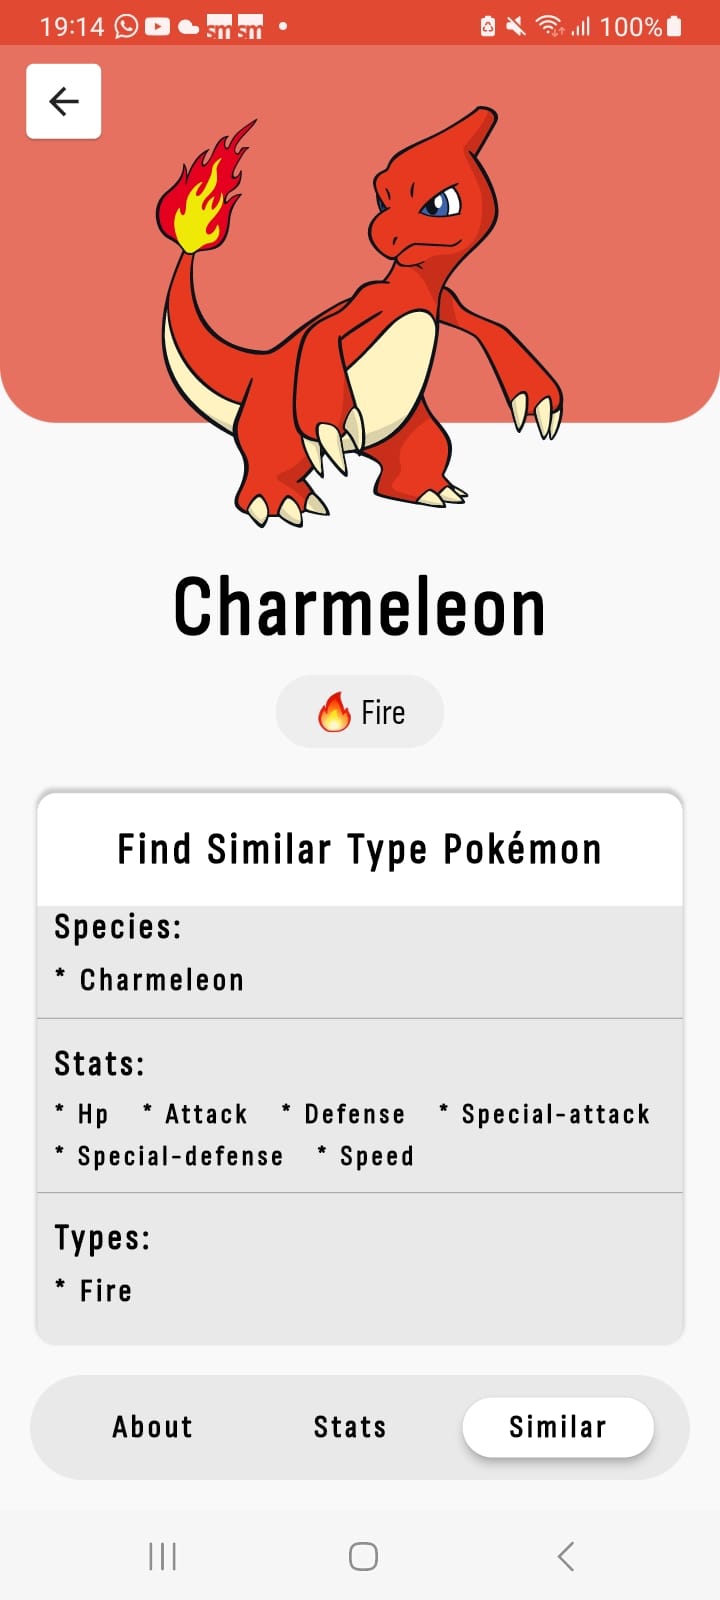 19:14 100%
Charmeleon
Fire
Find Similar Type Pokémon
Species:
* Charmeleon
Stats:
* Hp * Attack * Defense * Special-attack
* Special-defense * Speed
Types:
* Fire
About Stats Similar